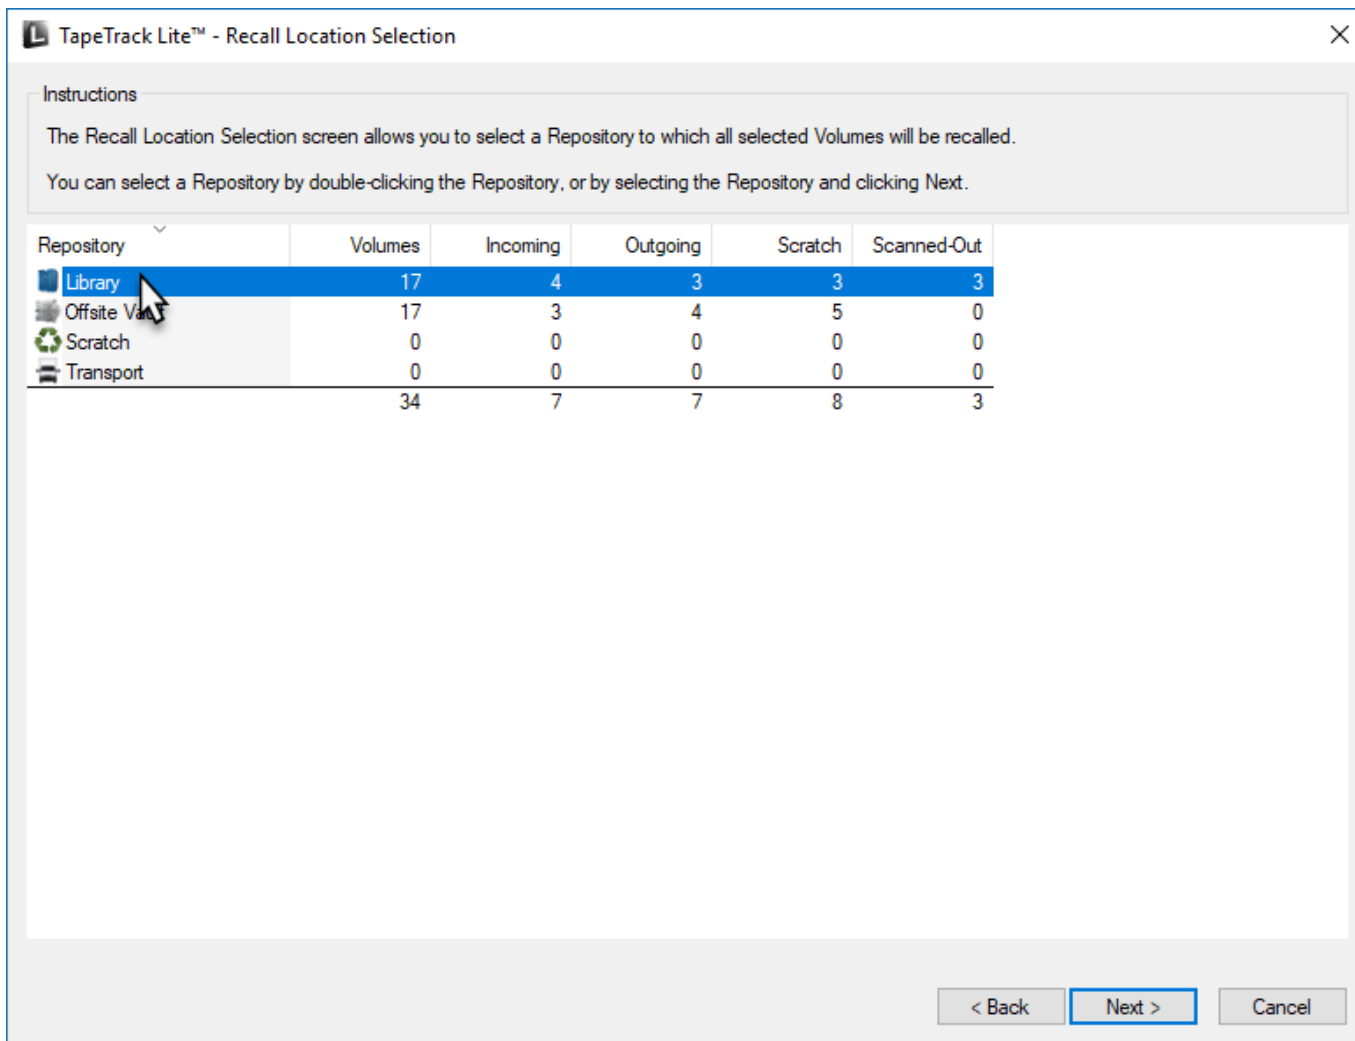 TapeTrack Lite™ - Recall Location Selection
Instructions
The Recall Location Selection screen allows you to select a Repository to which all selected Volumes will be recalled.
You can select a Repository by double-clicking the Repository, or by selecting the Repository and clicking Next.
Repository Volumes Incoming Outgoing Scratch Scanned-Out
Library 17 4 3 3 3
Offsite Vault 17 3 4 5 0
Scratch 0 0 0 0 0
Transport 0 0 0 0 0
34 7 7 8 3
< Back Next > Cancel